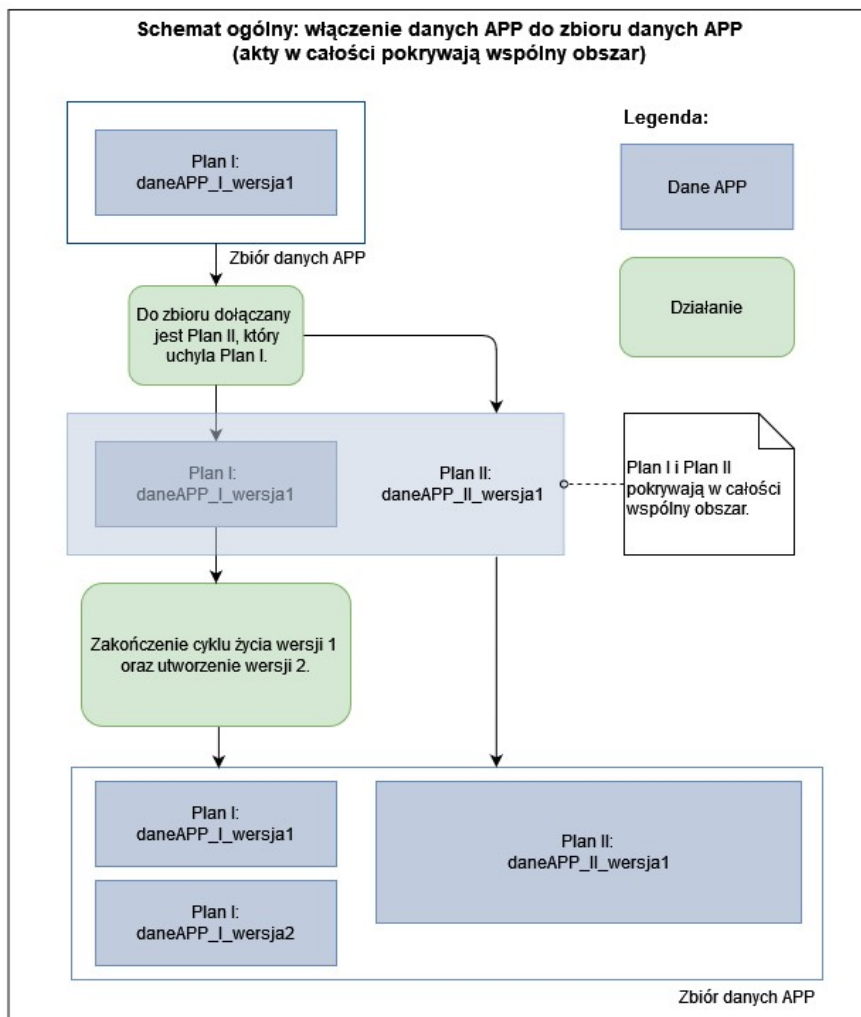 Schemat ogólny: włączenie danych APP do zbioru danych APP
(akty w całości pokrywają wspólny obszar)
Plan I:
daneAPP_I_wersja1
Zbiór danych APP
Legenda:
Dane APP
Działanie
Do zbioru dołączany
jest Plan II, który
uchyla Plan I.
Plan I:
daneAPP_I_wersja1
Plan II:
daneAPP_II_wersja1
Plan I i Plan II
pokrywają w całości
wspólny obszar.
Zakończenie cyklu życia wersji 1
oraz utworzenie wersji 2.
Plan I:
daneAPP_I_wersja1
Plan I:
daneAPP_I_wersja2
Plan II:
daneAPP_II_wersja1
Zbiór danych APP